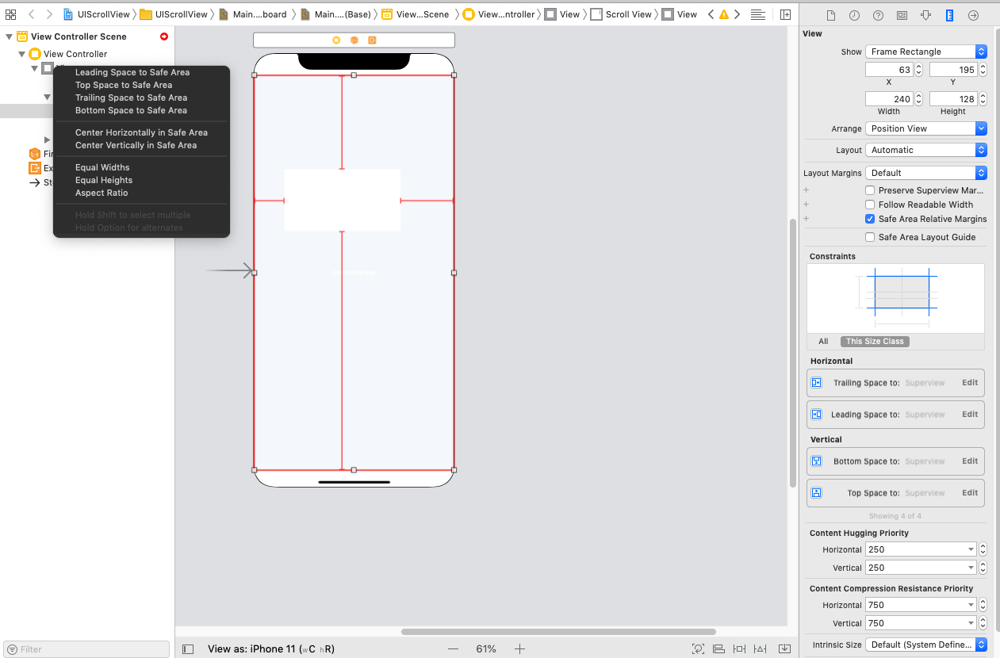 UIScrollView
UIScrollView
Main....board
Main....(Base)
View...Scene
View...ntroller
View
Scroll View
View
View Controller Scene
View Controller
Leading Space to Safe Area
Top Space to Safe Area
Trailing Space to Safe Area
Bottom Space to Safe Area
Center Horizontally in Safe Area
Center Vertically in Safe Area
Equal Widths
Equal Heights
Aspect Ratio
Hold Shift to select multiple
Hold Option for alternates
Fir
Ex
St
Filter
View as: iPhone 11 (wC hR)
61%
View
Show Frame Rectangle
63 195
X Y
240 128
Width Height
Arrange Position View
Layout Automatic
Layout Margins Default
Preserve Superview Mar...
Follow Readable Width
Safe Area Relative Margins
Safe Area Layout Guide
Constraints
All This Size Class
Horizontal
Trailing Space to: Superview Edit
Leading Space to: Superview Edit
Vertical
Bottom Space to: Superview Edit
Top Space to: Superview Edit
Showing 4 of 4
Content Hugging Priority
Horizontal 250
Vertical 250
Content Compression Resistance Priority
Horizontal 750
Vertical 750
Intrinsic Size Default (System Define...